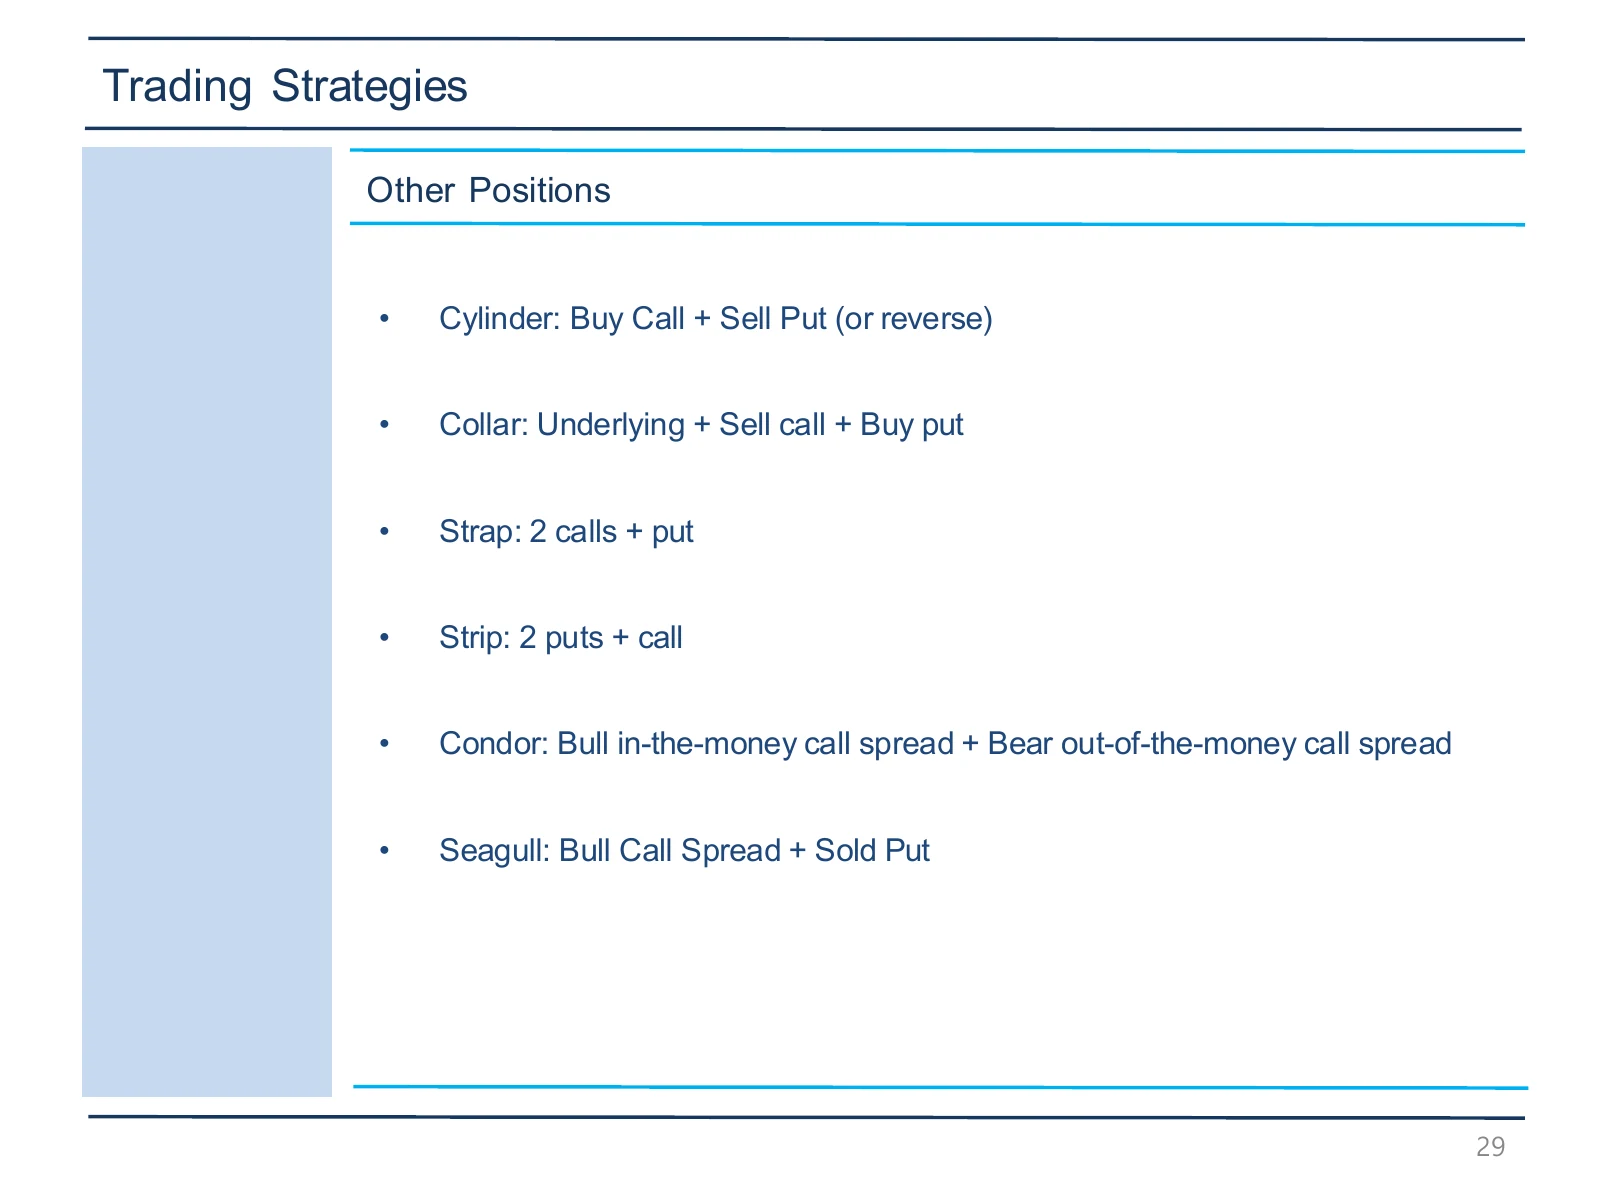 Trading Strategies
Other Positions
• Cylinder: Buy Call + Sell Put (or reverse)
• Collar: Underlying + Sell call + Buy put
• Strap: 2 calls + put
• Strip: 2 puts + call
• Condor: Bull in-the-money call spread + Bear out-of-the-money call spread
• Seagull: Bull Call Spread + Sold Put
29